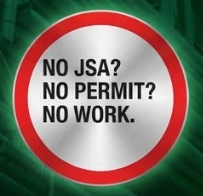 NO JSA?
NO PERMIT?
NO WORK.